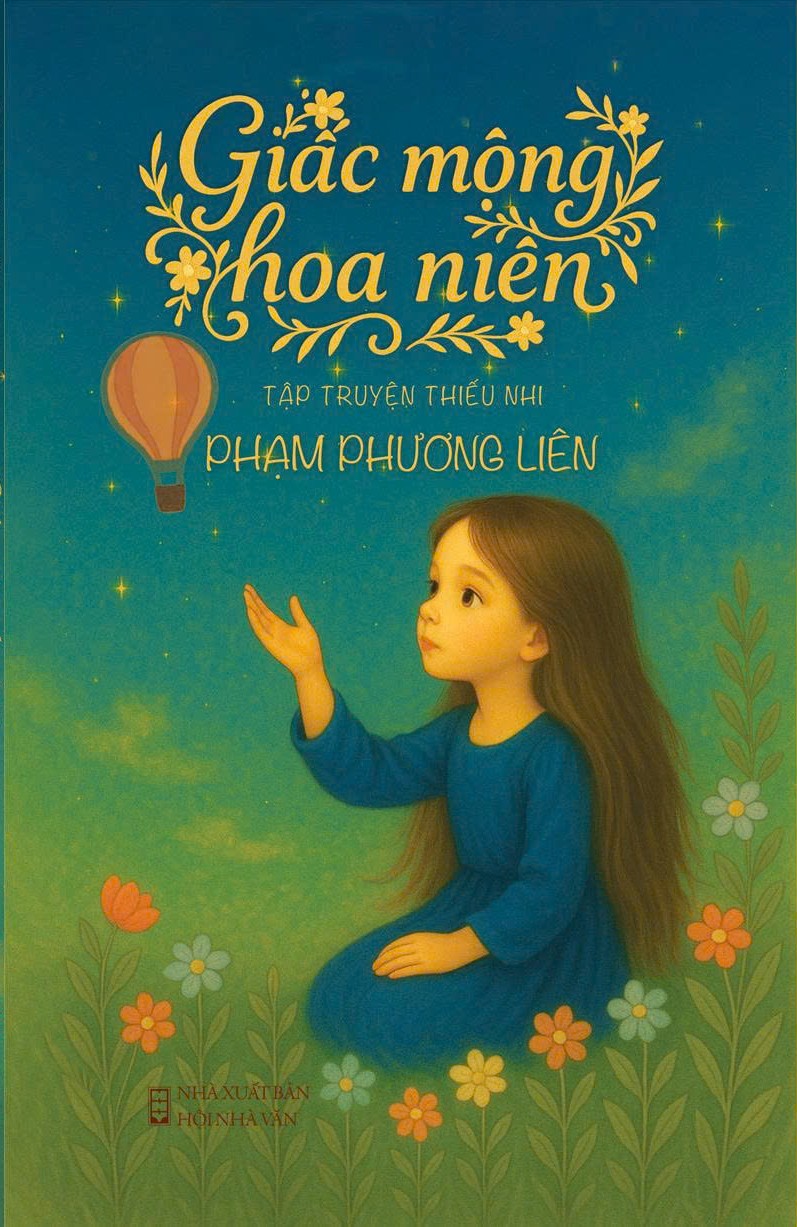 Giấc mộng
hoa niên
TẬP TRUYỆN THIẾU NHI
PHẠM PHƯƠNG LIÊN
NHÀ XUẤT BẢN
HỘI NHÀ VĂN